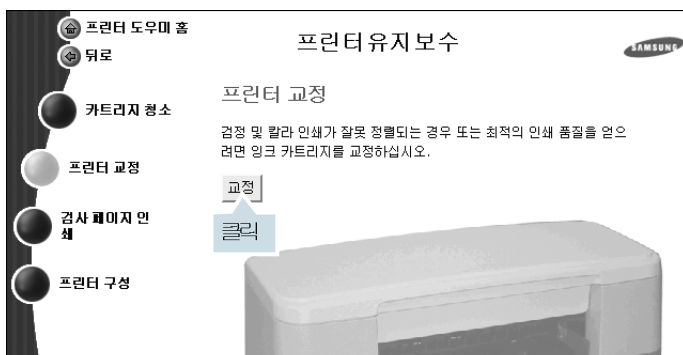 프린터 도우미 홈
뒤로
프린터유지보수
SAMSUNG
카트리지 청소
프린터 교정
검사 페이지 인
쇄
프린터 구성
프린터 교정
검정 및 칼라 인쇄가 잘못 정렬되는 경우 또는 최적의 인쇄 품질을 얻으
려면 잉크 카트리지를 교정하십시오.
교정
클릭